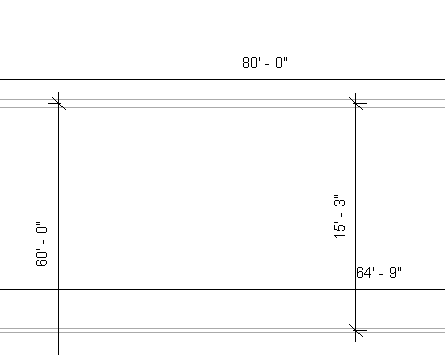 80' - 0"
15' - 3"
60' - 0"
64' - 9"